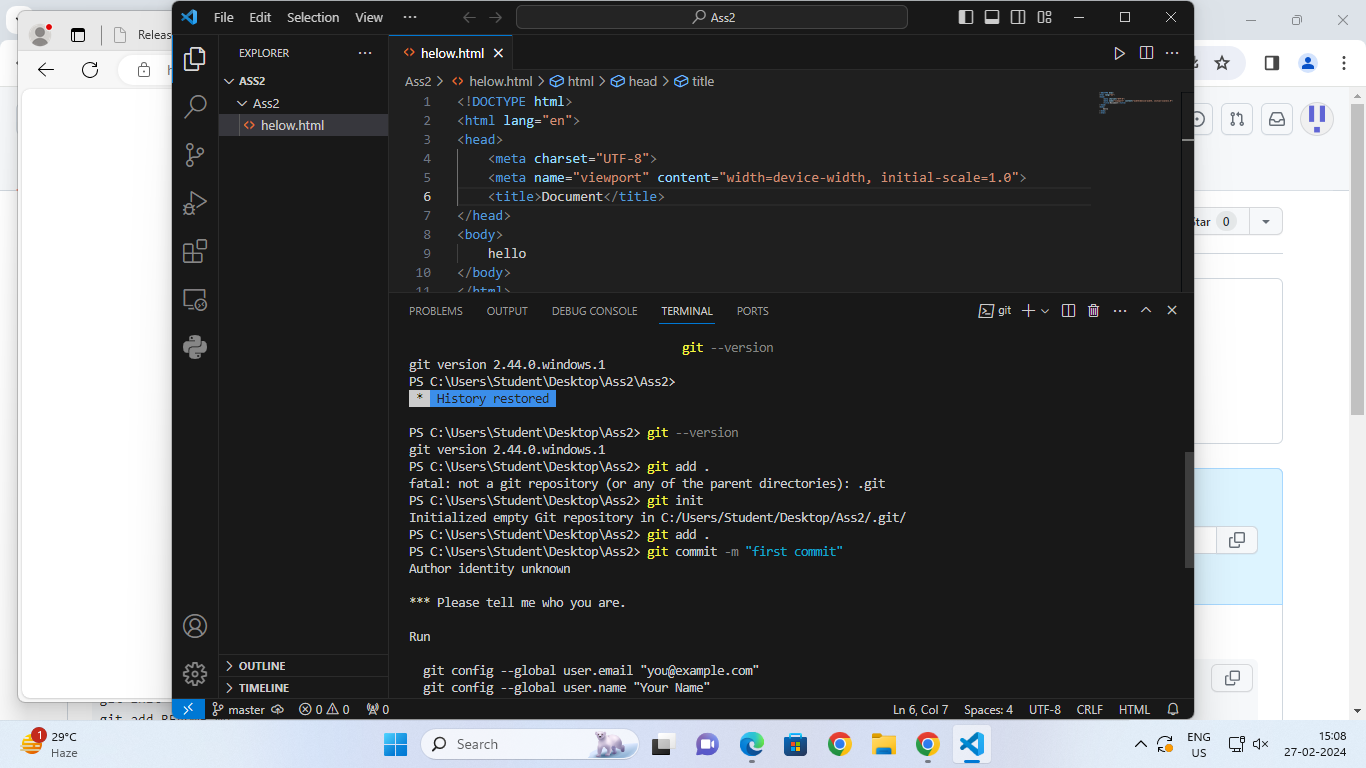 Releas
File Edit Selection View ···
Ass2
EXPLORER
ASS2
Ass2
helow.html
helow.html
Ass2 > helow.html > html > head > title
1 <!DOCTYPE html>
2 <html lang="en">
3 <head>
4 <meta charset="UTF-8">
5 <meta name="viewport" content="width=device-width, initial-scale=1.0">
6 <title>Document</title>
7 </head>
8 <body>
9 hello
10 </body>
11 </html>
PROBLEMS OUTPUT DEBUG CONSOLE TERMINAL PORTS
git
git --version
git version 2.44.0.windows.1
PS C:\Users\Student\Desktop\Ass2\Ass2>
* History restored
PS C:\Users\Student\Desktop\Ass2> git --version
git version 2.44.0.windows.1
PS C:\Users\Student\Desktop\Ass2> git add .
fatal: not a git repository (or any of the parent directories): .git
PS C:\Users\Student\Desktop\Ass2> git init
Initialized empty Git repository in C:/Users/Student/Desktop/Ass2/.git/
PS C:\Users\Student\Desktop\Ass2> git add .
PS C:\Users\Student\Desktop\Ass2> git commit -m "first commit"
Author identity unknown
*** Please tell me who you are.
Run
git config --global user.email "you@example.com"
git config --global user.name "Your Name"
OUTLINE
TIMELINE
master 0 0 0
Ln 6, Col 7 Spaces: 4 UTF-8 CRLF HTML
tar 0
git init
git add
1
29°C
Haze
Search
ENG
US
15:08
27-02-2024